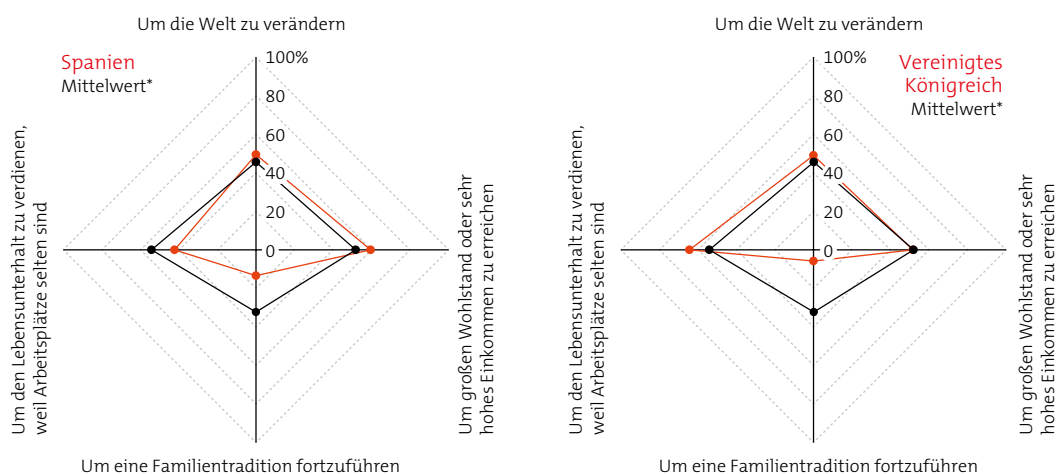 Um die Welt zu verändern
Spanien
Mittelwert*
100%
80
60
40
20
0
Um den Lebensunterhalt zu verdienen,
weil Arbeitsplätze selten sind
Um großen Wohlstand oder sehr
hohes Einkommen zu erreichen
Um eine Familientradition fortzuführen
Um die Welt zu verändern
Vereinigtes
Königreich
Mittelwert*
100%
80
60
40
20
0
Um den Lebensunterhalt zu verdienen,
weil Arbeitsplätze selten sind
Um großen Wohlstand oder sehr
hohes Einkommen zu erreichen
Um eine Familientradition fortzuführen